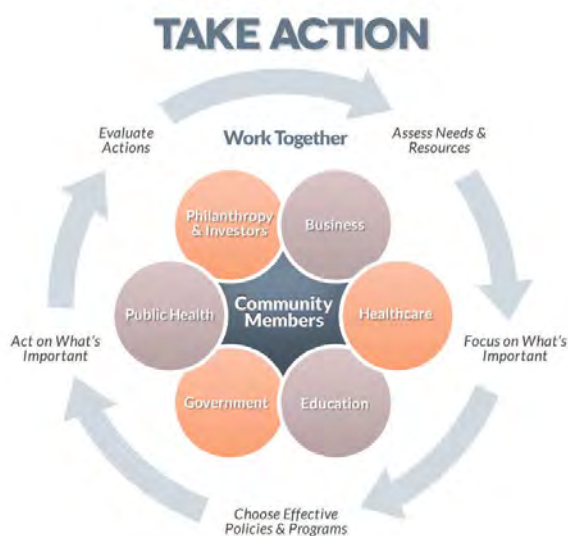 TAKE ACTION
Evaluate
Actions
Work Together
Assess Needs &
Resources
Philanthropy
& Investors
Business
Public Health
Community
Members
Healthcare
Act on What's
Important
Focus on What's
Important
Government
Education
Choose Effective
Policies & Programs